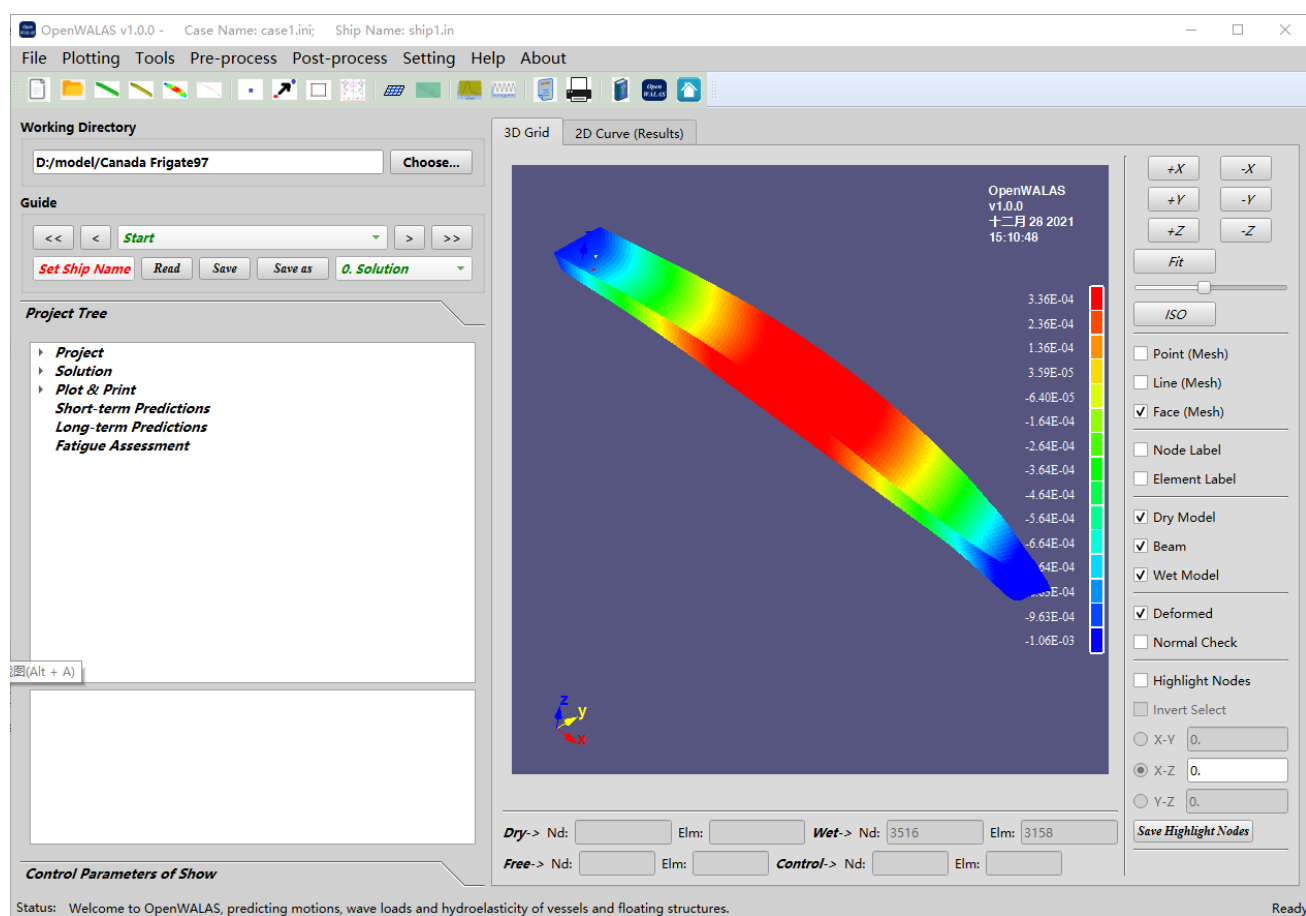 OpenWALAS v1.0.0 - Case Name: case1.ini; Ship Name: ship1.in
File Plotting Tools Pre-process Post-process Setting Help About
Open WALAS
Working Directory
D:/model/Canada Frigate97 Choose...
Guide
<< < Start > >>
Set Ship Name Read Save Save as 0. Solution
Project Tree
Project
Solution
Plot & Print
Short-term Predictions
Long-term Predictions
Fatigue Assessment
(Alt + A)
Control Parameters of Show
3D Grid 2D Curve (Results)
OpenWALAS
v1.0.0
十二月 28 2021
15:10:48
3.36E-04
2.36E-04
1.36E-04
3.59E-05
-6.40E-05
-1.64E-04
-2.64E-04
-3.64E-04
-4.64E-04
-5.64E-04
-6.64E-04
64E-04
E-04
-9.63E-04
-1.06E-03
z
y
x
Dry-> Nd: Elm: Wet-> Nd: 3516 Elm: 3158
Free-> Nd: Elm: Control-> Nd: Elm:
+X -X
+Y -Y
+Z -Z
Fit
ISO
Point (Mesh)
Line (Mesh)
Face (Mesh)
Node Label
Element Label
Dry Model
Beam
Wet Model
Deformed
Normal Check
Highlight Nodes
Invert Select
X-Y 0.
X-Z 0.
Y-Z 0.
Save Highlight Nodes
Status: Welcome to OpenWALAS, predicting motions, wave loads and hydroelasticity of vessels and floating structures. Ready